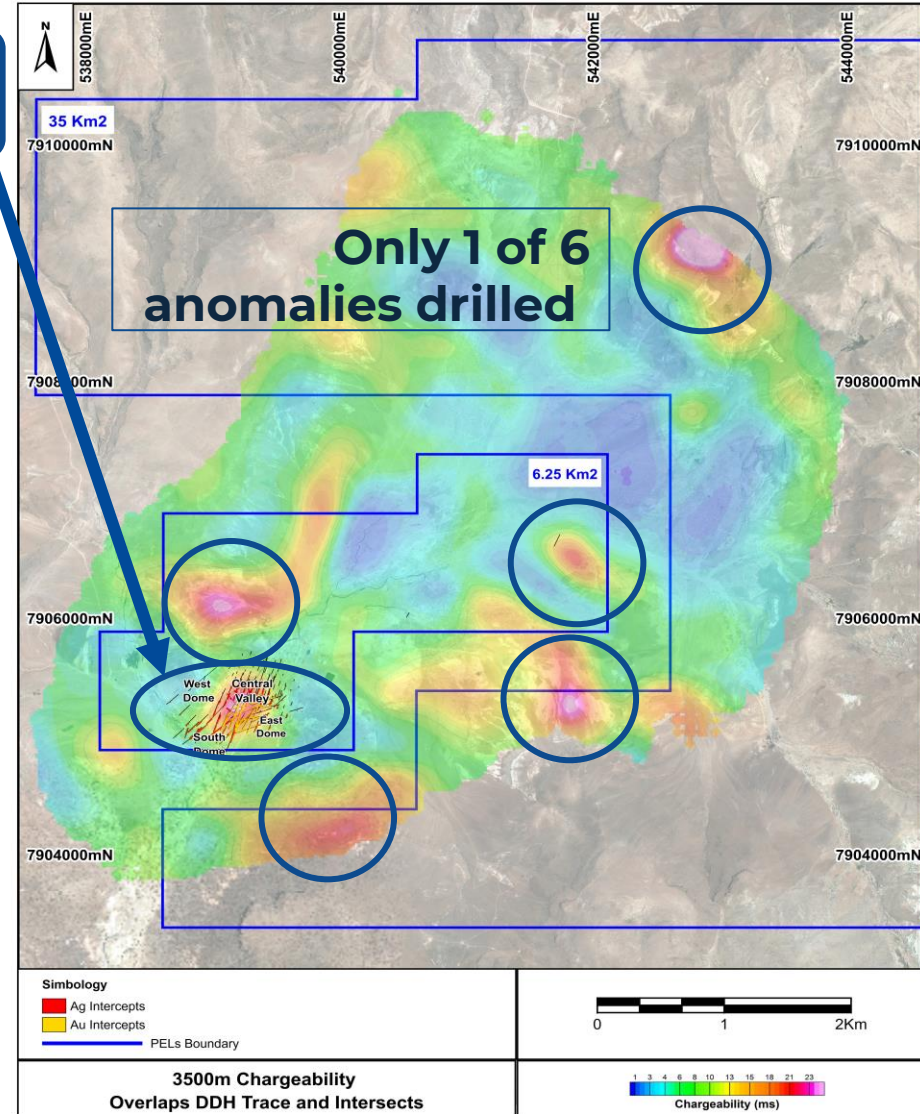 N
538000mE
540000mE
542000mE
544000mE
35 Km2
7910000mN
7910000mN
Only 1 of 6
anomalies drilled
7908000mN
7908000mN
6.25 Km2
7906000mN
7906000mN
West
Dome
Central
Valley
East
Dome
South
Dome
7904000mN
7904000mN
Simbology
Ag Intercepts
Au Intercepts
PELs Boundary
0 1 2Km
3500m Chargeability
Overlaps DDH Trace and Intersects
1 3 4 6 8 10 13 15 18 21 23
Chargeability (ms)